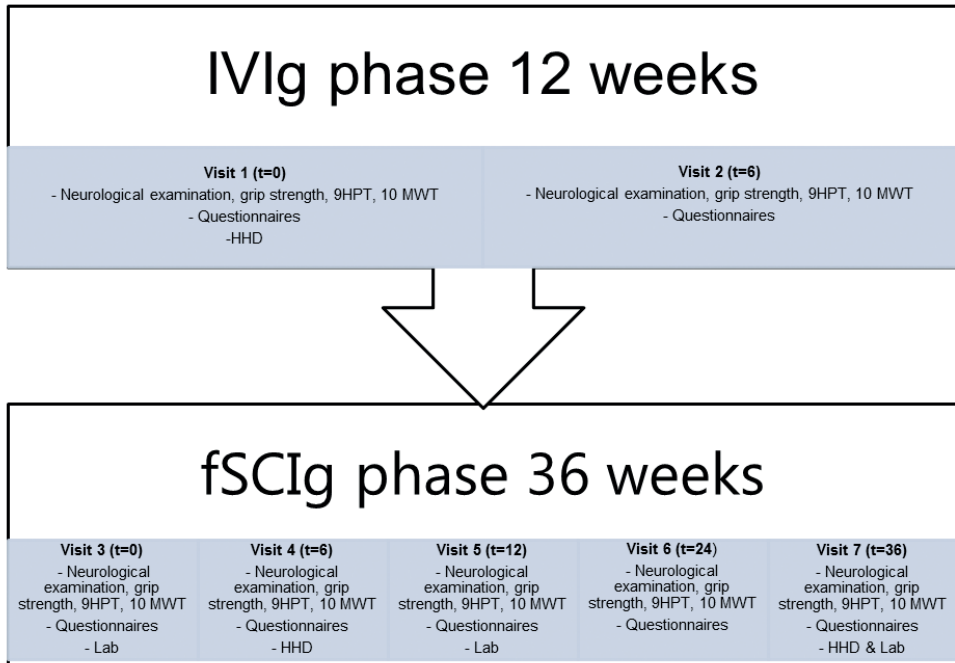 IVIg phase 12 weeks
Visit 1 (t=0)
- Neurological examination, grip strength, 9HPT, 10 MWT
- Questionnaires
-HHD
Visit 2 (t=6)
- Neurological examination, grip strength, 9HPT, 10 MWT
- Questionnaires
fSCIg phase 36 weeks
Visit 3 (t=0)
- Neurological
examination, grip
strength, 9HPT, 10 MWT
- Questionnaires
- Lab
Visit 4 (t=6)
- Neurological
examination, grip
strength, 9HPT, 10 MWT
- Questionnaires
- HHD
Visit 5 (t=12)
- Neurological
examination, grip
strength, 9HPT, 10 MWT
- Questionnaires
- Lab
Visit 6 (t=24)
- Neurological
examination, grip
strength, 9HPT, 10 MWT
- Questionnaires
Visit 7 (t=36)
- Neurological
examination, grip
strength, 9HPT, 10 MWT
- Questionnaires
- HHD & Lab